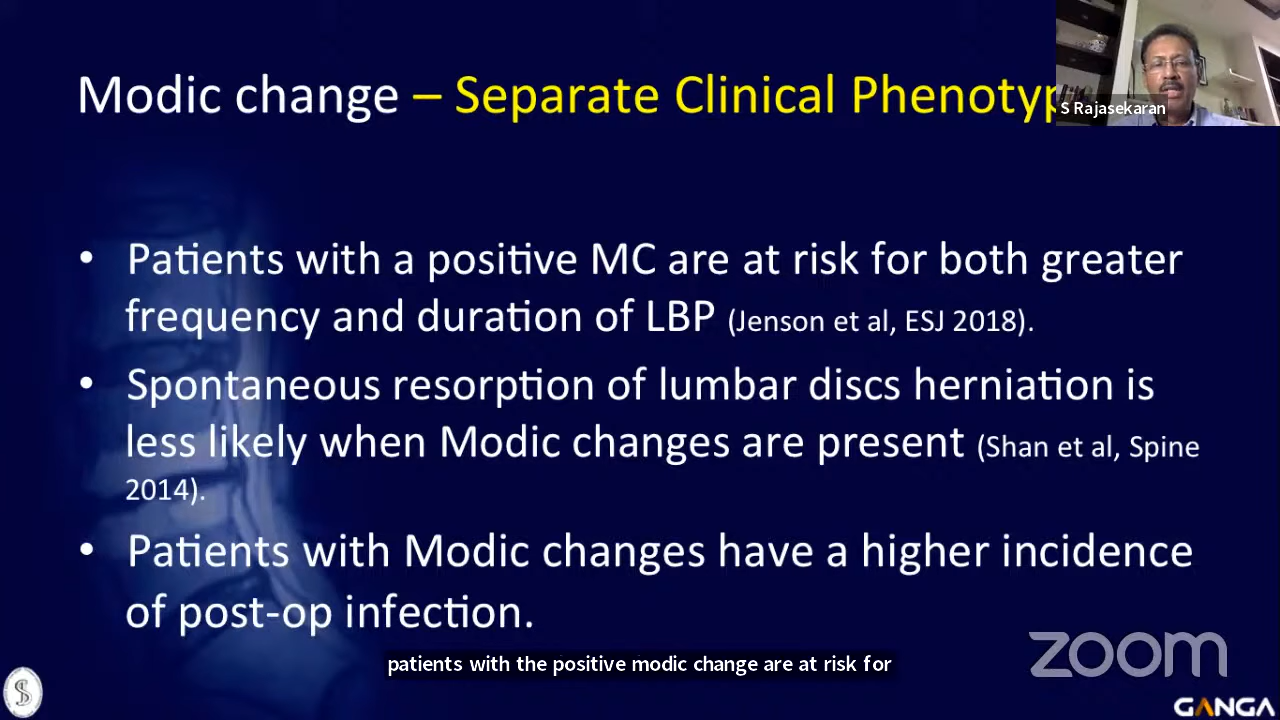 Modic change – Separate Clinical Phenotyp
S Rajasekaran
• Patients with a positive MC are at risk for both greater
frequency and duration of LBP (Jenson et al, ESJ 2018).
• Spontaneous resorption of lumbar discs herniation is
less likely when Modic changes are present (Shan et al, Spine
2014).
• Patients with Modic changes have a higher incidence
of post-op infection.
patients with the positive modic change are at risk for
zoom
GANGA